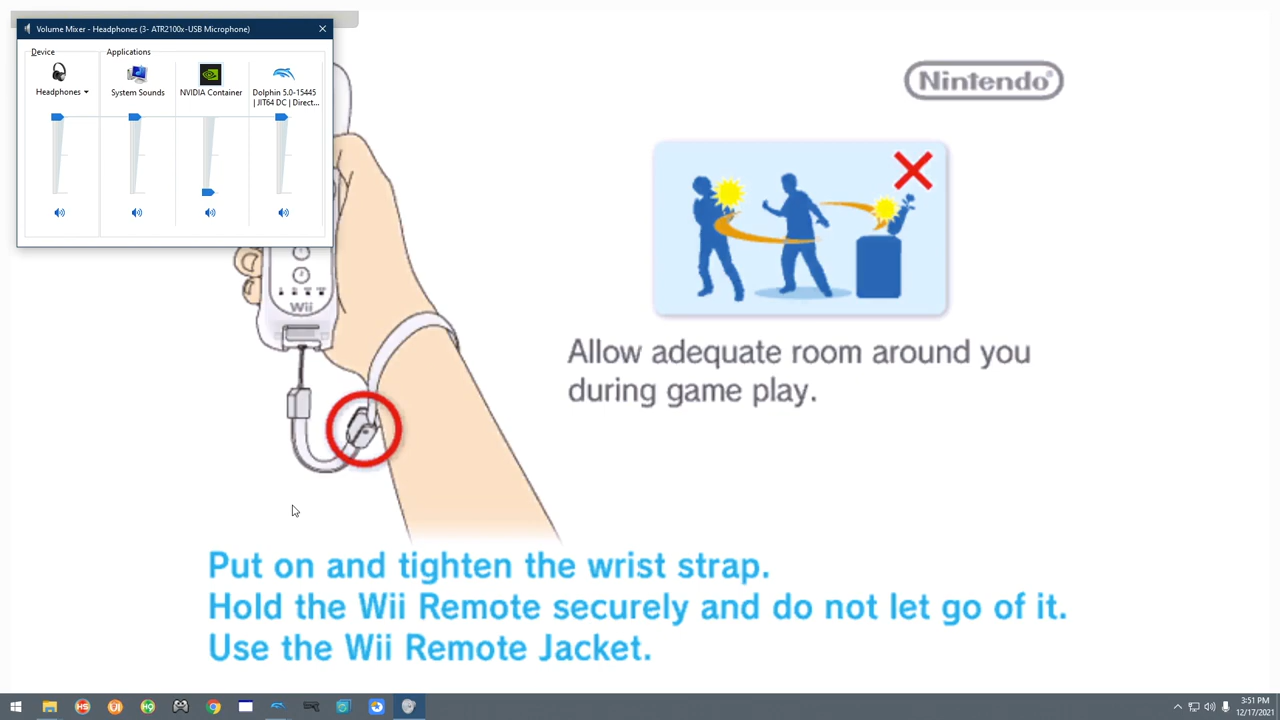 Volume Mixer - Headphones (3- ATR2100x-USB Microphone)
Device
Applications
Headphones
System Sounds
NVIDIA Container
Dolphin 5.0-15445
| JIT64 DC | Direct...
Nintendo®
Wii
Allow adequate room around you
during game play.
Put on and tighten the wrist strap.
Hold the Wii Remote securely and do not let go of it.
Use the Wii Remote Jacket.
HS
UI
HQ
3:51 PM
12/17/2021